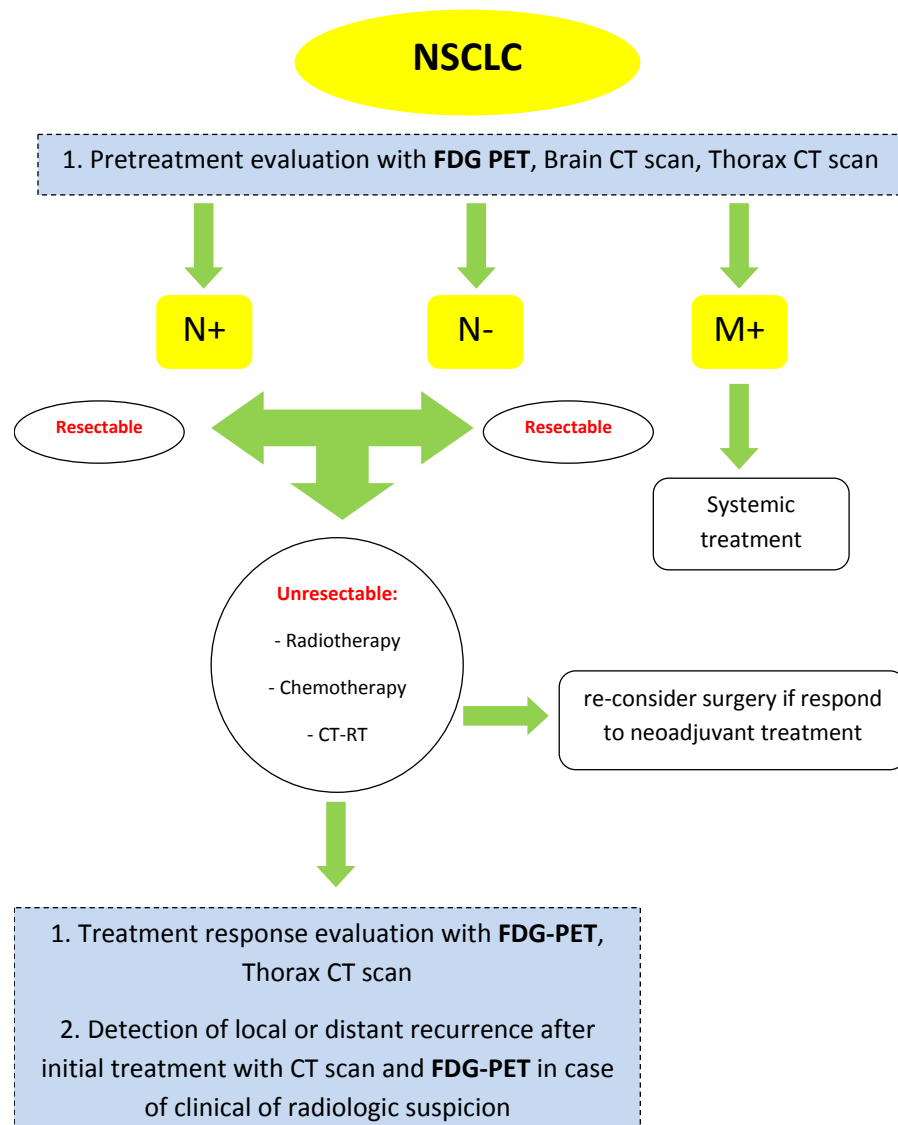 NSCLC
1. Pretreatment evaluation with FDG PET, Brain CT scan, Thorax CT scan
N+
N-
M+
Resectable
Resectable
Systemic
treatment
Unresectable:
- Radiotherapy
- Chemotherapy
- CT-RT
re-consider surgery if respond
to neoadjuvant treatment
1. Treatment response evaluation with FDG-PET,
Thorax CT scan
2. Detection of local or distant recurrence after
initial treatment with CT scan and FDG-PET in case
of clinical of radiologic suspicion